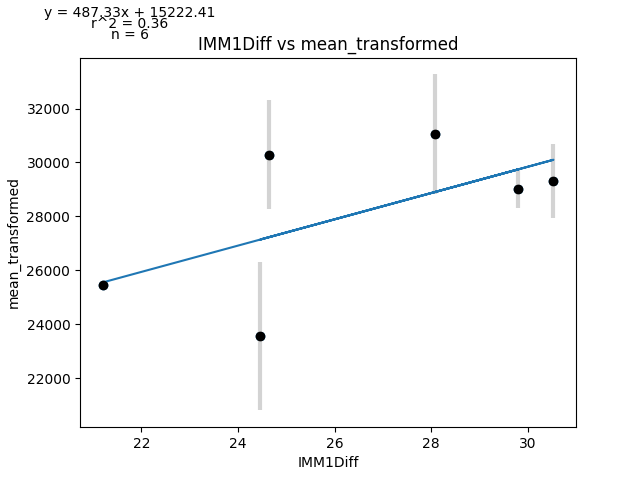 y = 487.33x + 15222.41
r^2 = 0.36
n = 6
IMM1Diff vs mean_transformed
mean_transformed
32000
30000
28000
26000
24000
22000
22 24 26 28 30
IMM1Diff